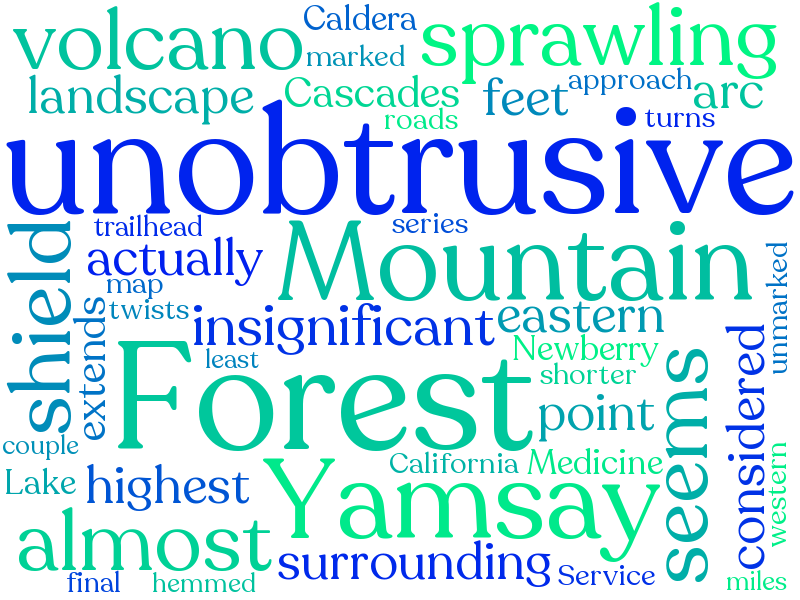 Caldera
volcano
sprawling
marked
approach
landscape
Cascades
feet
arc
roads
turns
unobtrusive
trailhead
series
shield
actually
Mountain
map
unmarked
twists
extends
insignificant
eastern
least
Newberry
shorter
considered
Forest
seems
point
couple
California
Medicine
western
Lake
highest
Yamsay
almost
surrounding
Service
final
hemmed
miles